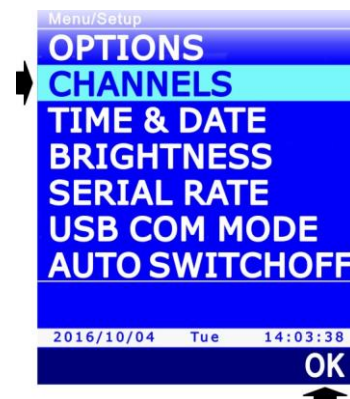 Menu/Setup
OPTIONS
CHANNELS
TIME & DATE
BRIGHTNESS
SERIAL RATE
USB COM MODE
AUTO SWITCHOFF
2016/10/04 Tue 14:03:38
OK